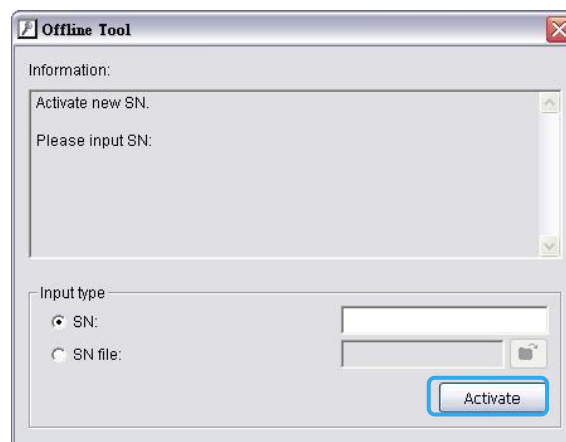 Offline Tool
Information:
Activate new SN.
Please input SN:
Input type
SN:
SN file:
Activate